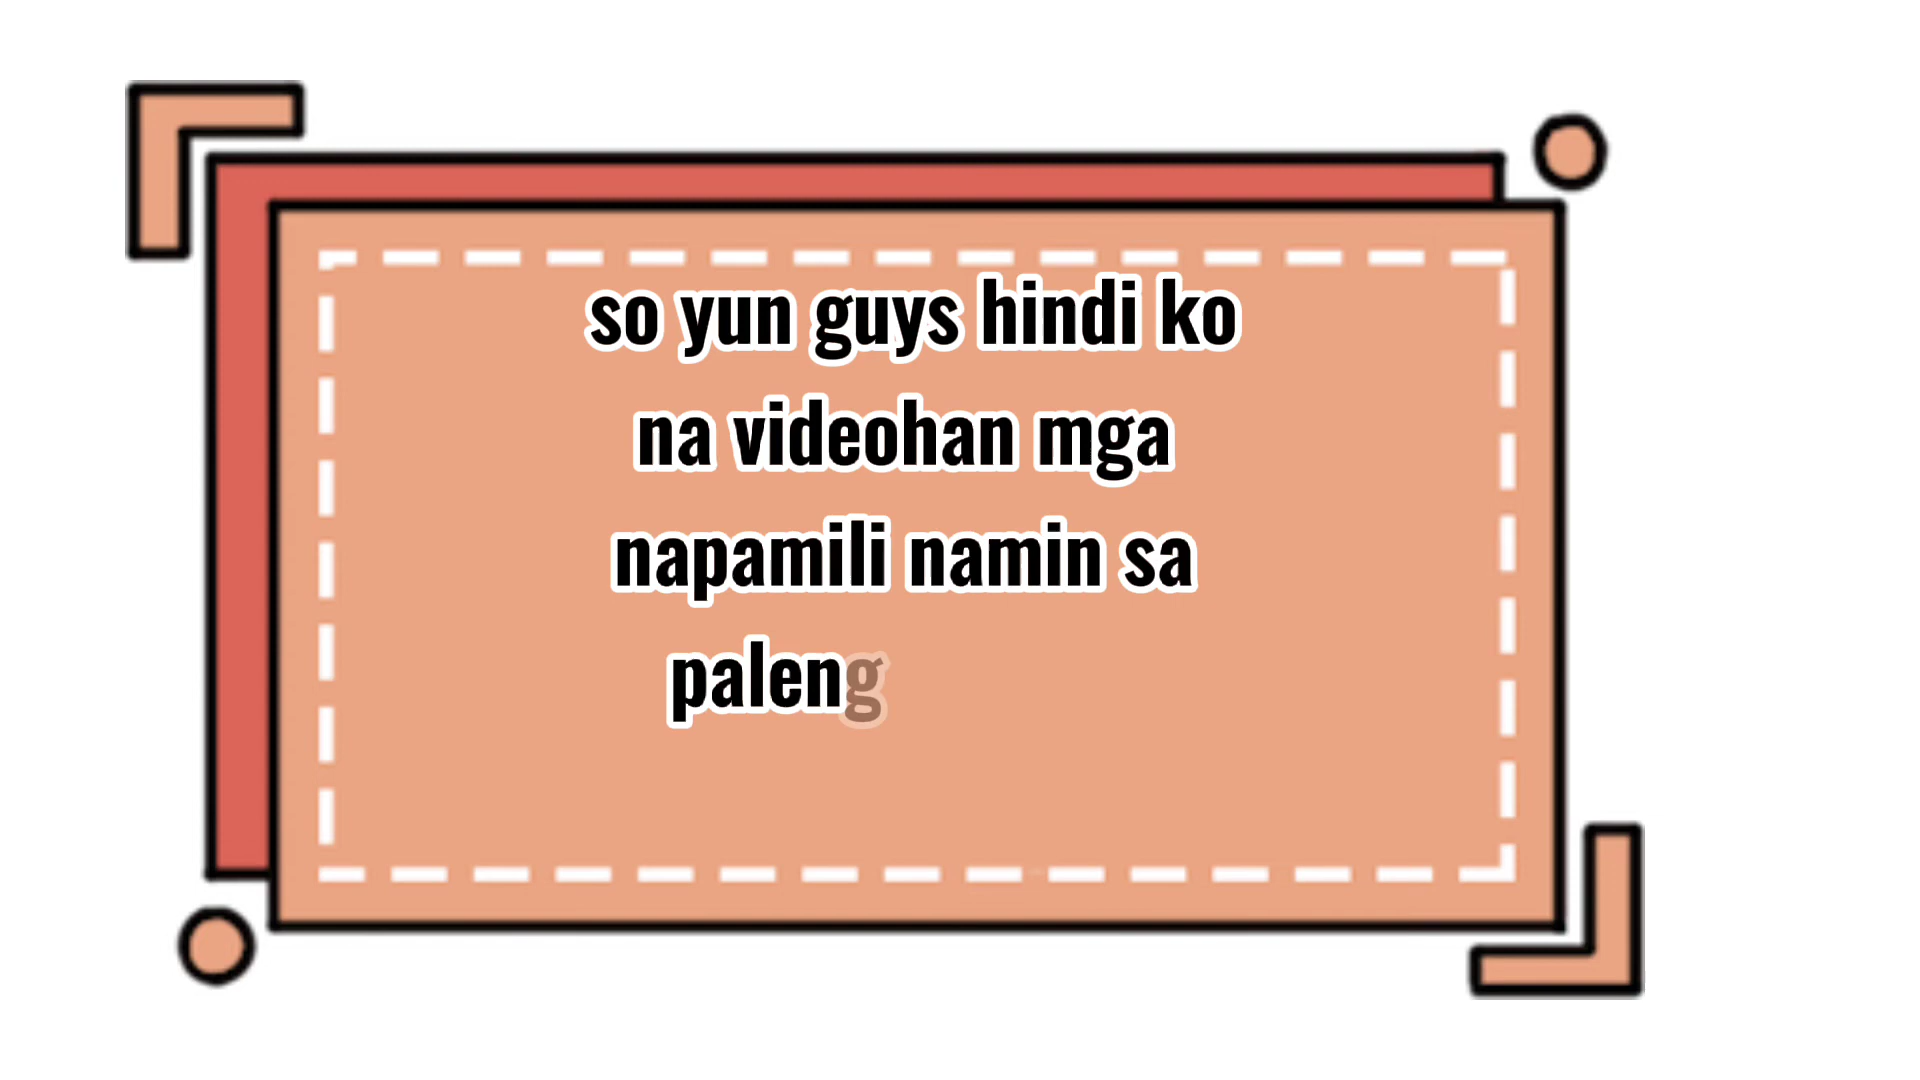 so yun guys hindi ko
na videohan mga
napamili namin sa
paleng